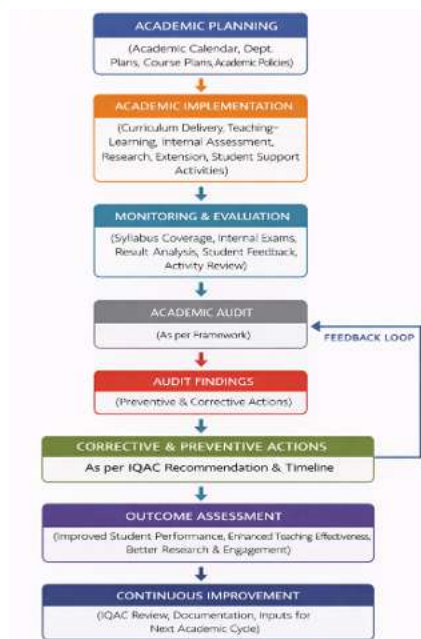 ACADEMIC PLANNING
(Academic Calendar, Dept.
Plans, Course Plans, Academic Policies)
ACADEMIC IMPLEMENTATION
(Curriculum Delivery, Teaching-
Learning, Internal Assessment,
Research, Extension, Student Support
Activities)
MONITORING & EVALUATION
(Syllabus Coverage, Internal Exams,
Result Analysis, Student Feedback,
Activity Review)
ACADEMIC AUDIT
(As per Framework)
FEEDBACK LOOP
AUDIT FINDINGS
(Preventive & Corrective Actions)
CORRECTIVE & PREVENTIVE ACTIONS
As per IQAC Recommendation & Timeline
OUTCOME ASSESSMENT
(Improved Student Performance, Enhanced Teaching Effectiveness,
Better Research & Engagement)
CONTINUOUS IMPROVEMENT
(IQAC Review, Documentation, Inputs for
Next Academic Cycle)